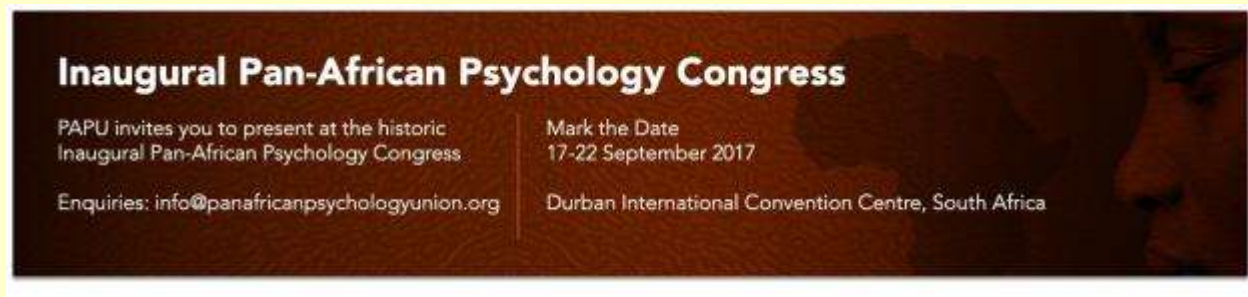 Inaugural Pan-African Psychology Congress
PAPU invites you to present at the historic
Inaugural Pan-African Psychology Congress
Enquiries: info@panafricanpsychologyunion.org
Mark the Date
17-22 September 2017
Durban International Convention Centre, South Africa